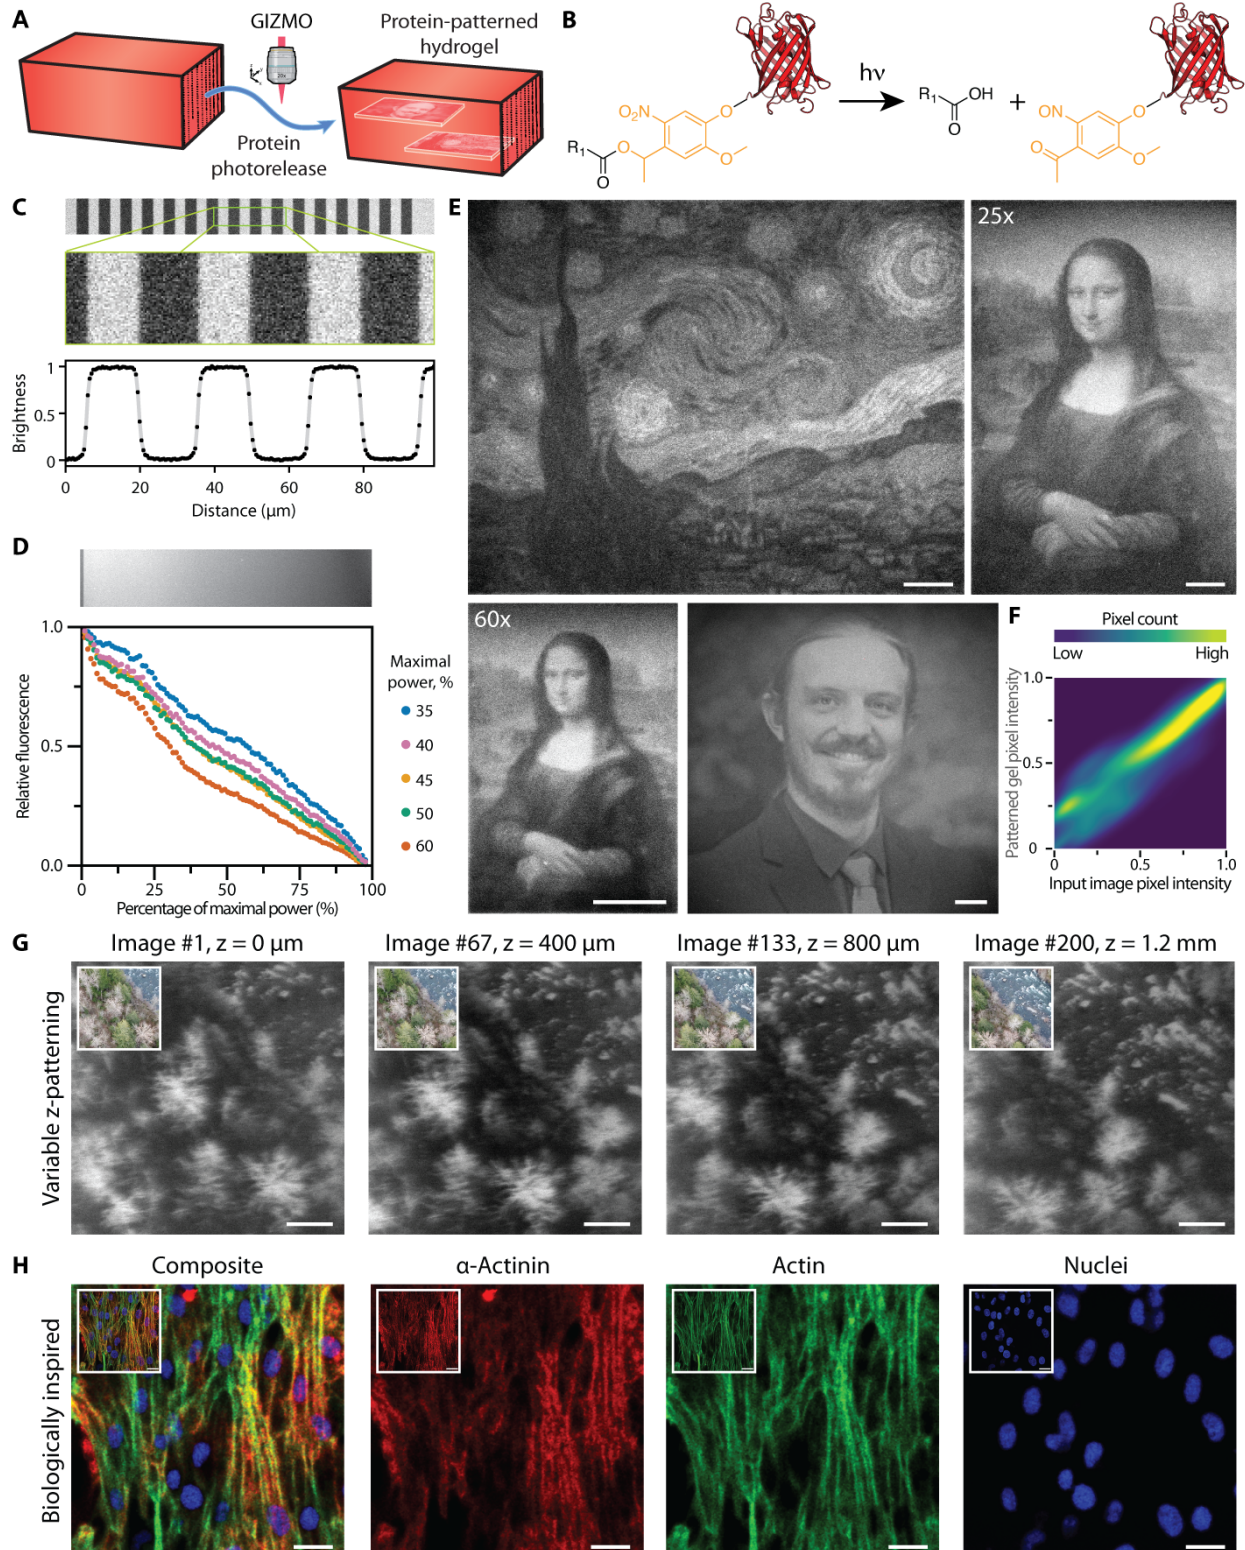 A
GIZMO
20x
Protein
photorelease
Protein-patterned
hydrogel
B
O₂N
O
O
R₁
O
O
hν
R₁
OH
O
+
ON
O
O
O
C
Brightness
1
0.5
0
0 20 40 60 80
Distance (μm)
D
Relative fluorescence
1.0
0.5
0.0
0 25 50 75 100
Percentage of maximal power (%)
Maximal
power, %
35
40
45
50
60
E
25x
60x
F
Pixel count
Low High
Patterned gel pixel intensity
1.0
0.5
0
0 0.5 1.0
Input image pixel intensity
G
Variable z-patterning
Image #1, z = 0 μm
Image #67, z = 400 μm
Image #133, z = 800 μm
Image #200, z = 1.2 mm
H
Biologically inspired
Composite
α-Actinin
Actin
Nuclei